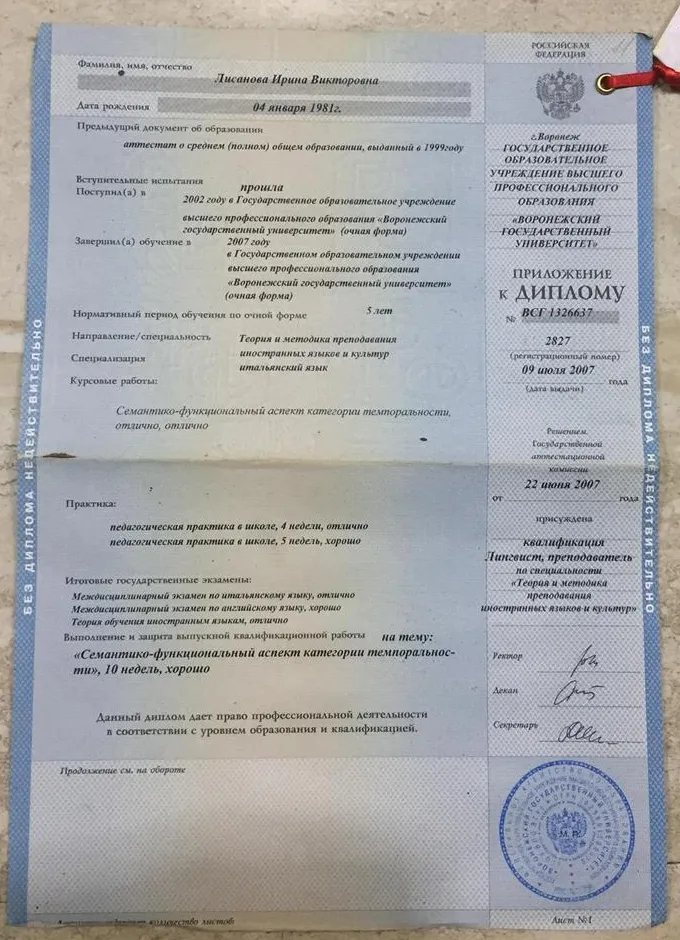 Фамилия, имя, отчество
Лисанова Ирина Викторовна
Дата рождения 04 января 1981г.
Предыдущий документ об образовании
аттестат о среднем (полном) общем образовании, выданный в 1999году
Вступительные испытания прошла
Поступил(а) в 2002 году в Государственное образовательное учреждение
высшего профессионального образования «Воронежский
государственный университет» (очная форма)
Завершил(а) обучение в 2007 году
в Государственном образовательном учреждении
высшего профессионального образования
«Воронежский государственный университет»
(очная форма)
Нормативный период обучения по очной форме 5 лет
Направление/специальность Теория и методика преподавания
иностранных языков и культур
Специализация итальянский язык
Курсовые работы:
Семантико-функциональный аспект категории темпоральности,
отлично, отлично
Практика:
педагогическая практика в школе, 4 недели, отлично
педагогическая практика в школе, 5 недель, хорошо
Итоговые государственные экзамены:
Междисциплинарный экзамен по итальянскому языку, отлично
Междисциплинарный экзамен по английскому языку, хорошо
Теория обучения иностранным языкам, отлично
Выполнение и защита выпускной квалификационной работы на тему:
«Семантико-функциональный аспект категории темпоральнос-
ти», 10 недель, хорошо
Данный диплом дает право профессиональной деятельности
в соответствии с уровнем образования и квалификацией.
Продолжение см. на обороте
количество листов
РОССИЙСКАЯ
ФЕДЕРАЦИЯ
г.Воронеж
ГОСУДАРСТВЕННОЕ
ОБРАЗОВАТЕЛЬНОЕ
УЧРЕЖДЕНИЕ ВЫСШЕГО
ПРОФЕССИОНАЛЬНОГО
ОБРАЗОВАНИЯ
«ВОРОНЕЖСКИЙ
ГОСУДАРСТВЕННЫЙ
УНИВЕРСИТЕТ»
ПРИЛОЖЕНИЕ
К ДИПЛОМУ
№ ВСГ 1326637
2827
(регистрационный номер)
09 июля 2007 года
(дата выдачи)
Решением
Государственной
аттестационной
комиссии
от 22 июня 2007 года
присуждена
квалификация
Лингвист, преподаватель
по специальности
«Теория и методика
преподавания
иностранных языков и культур»
Ректор
Декан
Секретарь
М. П.
Лист №1
БЕЗ ДИПЛОМА НЕДЕЙСТВИТЕЛЬНО
БЕЗ ДИПЛОМА НЕДЕЙСТВИТЕЛЬНО